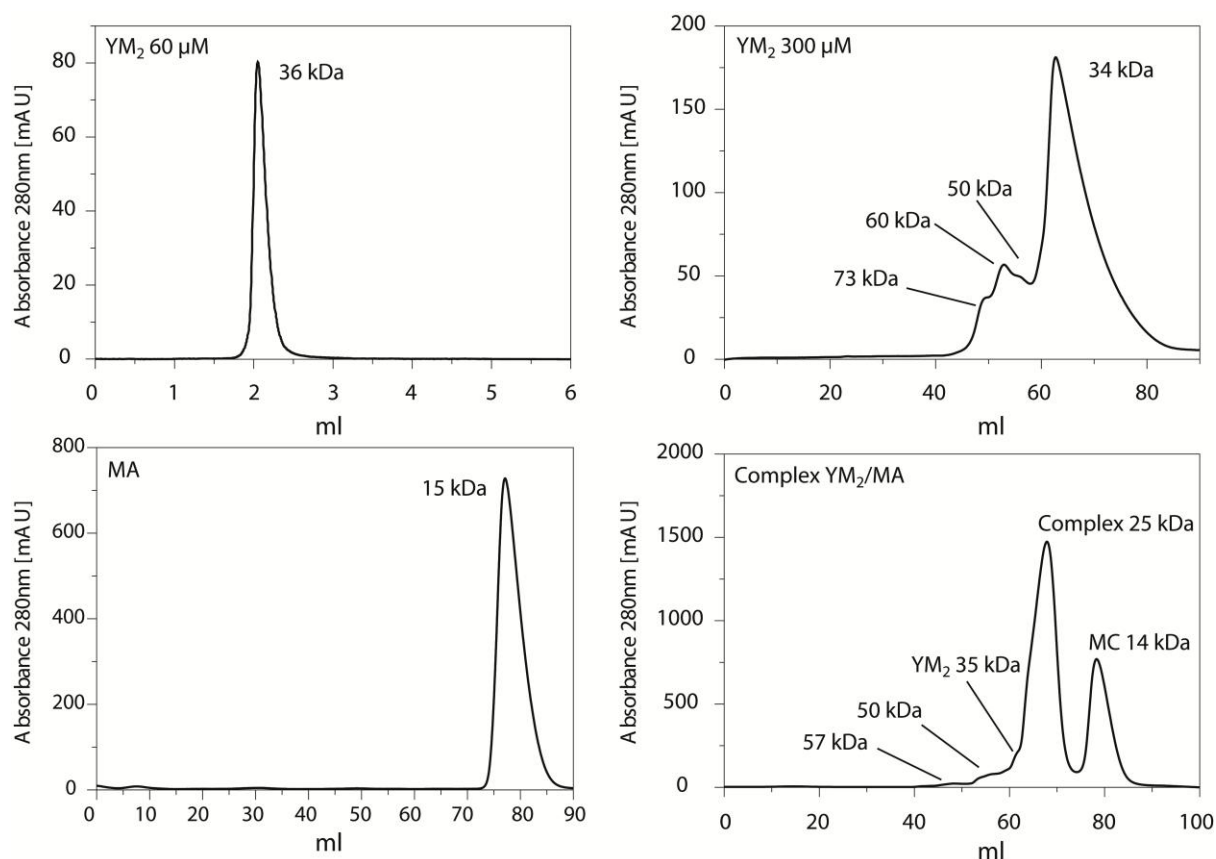 YM₂ 60 µM
36 kDa
Absorbance 280nm [mAU]
80
60
40
20
0
0 1 2 3 4 5 6
ml
YM₂ 300 µM
34 kDa
50 kDa
60 kDa
73 kDa
Absorbance 280nm [mAU]
200
150
100
50
0
0 20 40 60 80
ml
MA
15 kDa
Absorbance 280nm [mAU]
800
600
400
200
0
0 10 20 30 40 50 60 70 80 90
ml
Complex YM₂/MA
Complex 25 kDa
MC 14 kDa
YM₂ 35 kDa
50 kDa
57 kDa
Absorbance 280nm [mAU]
2000
1500
1000
500
0
0 20 40 60 80 100
ml